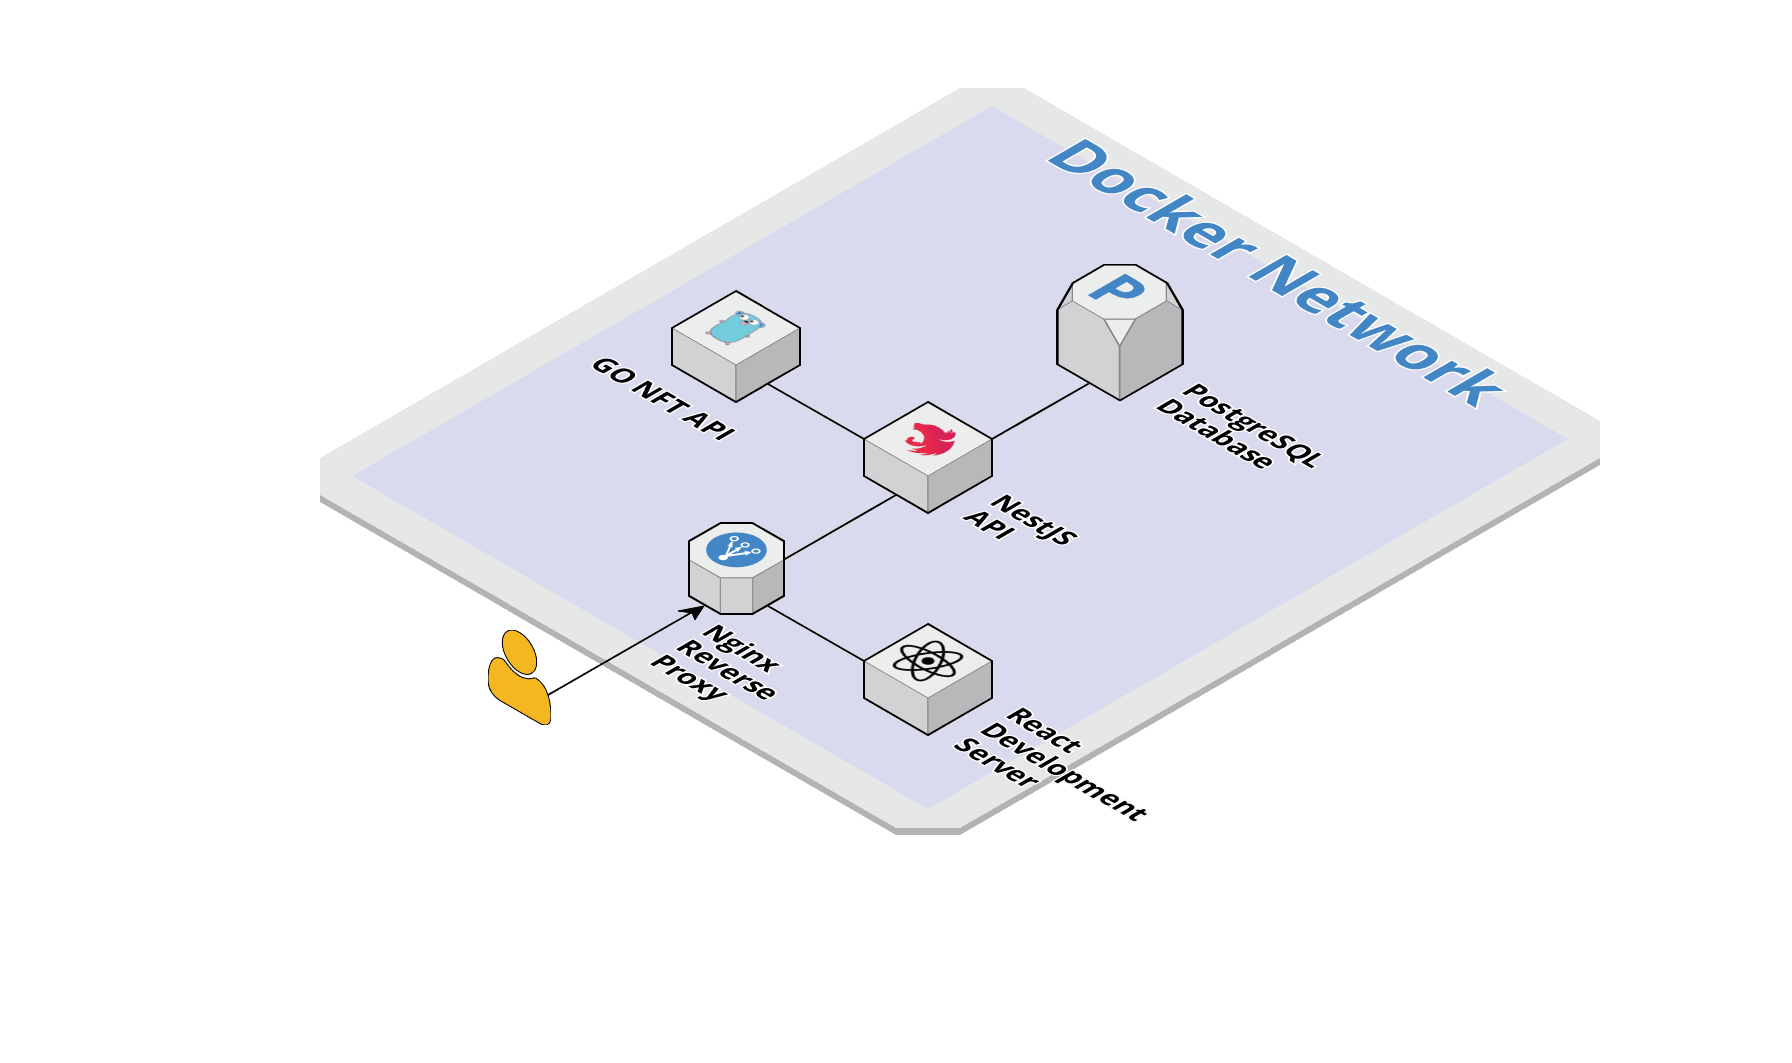 Docker Network
P
GO NFT API
PostgreSQL
Database
NestJS
API
Nginx
Reverse
Proxy
React
Development
Server